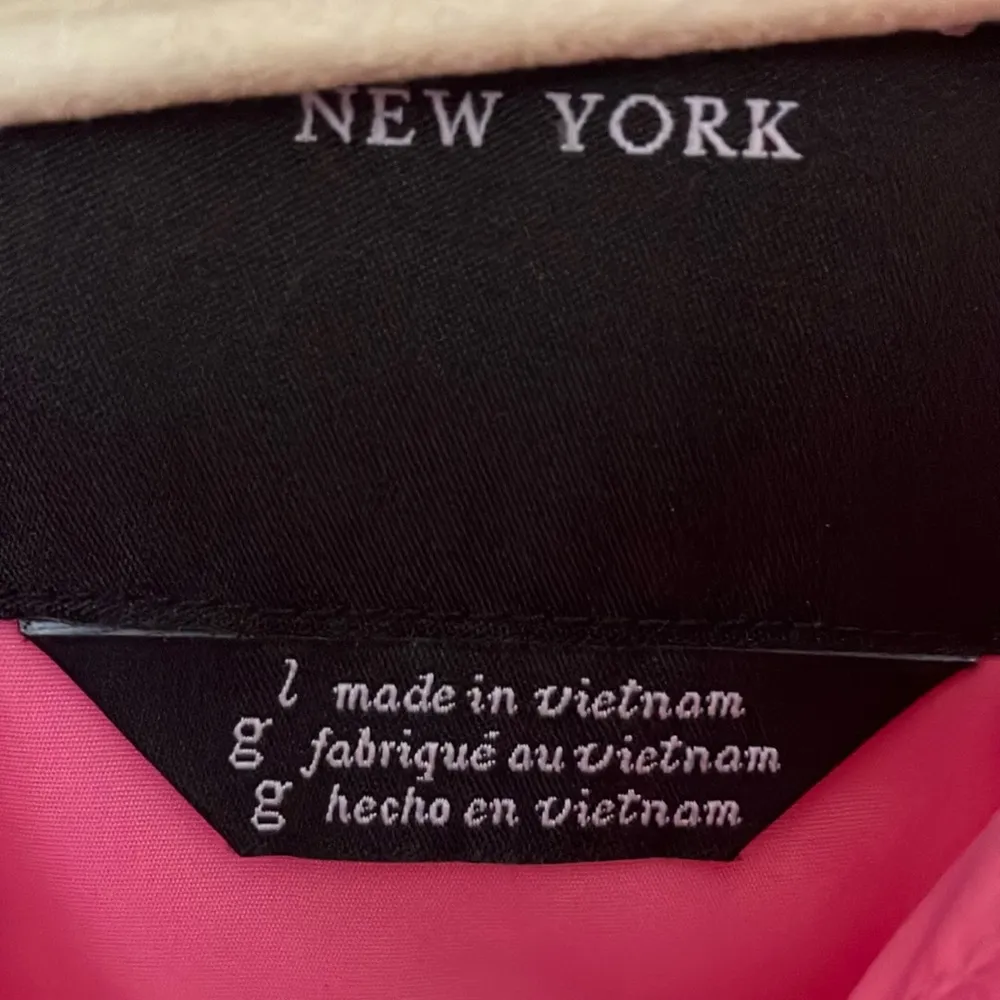 NEW YORK
l made in vietnam
g fabriqué au vietnam
g hecho en vietnam